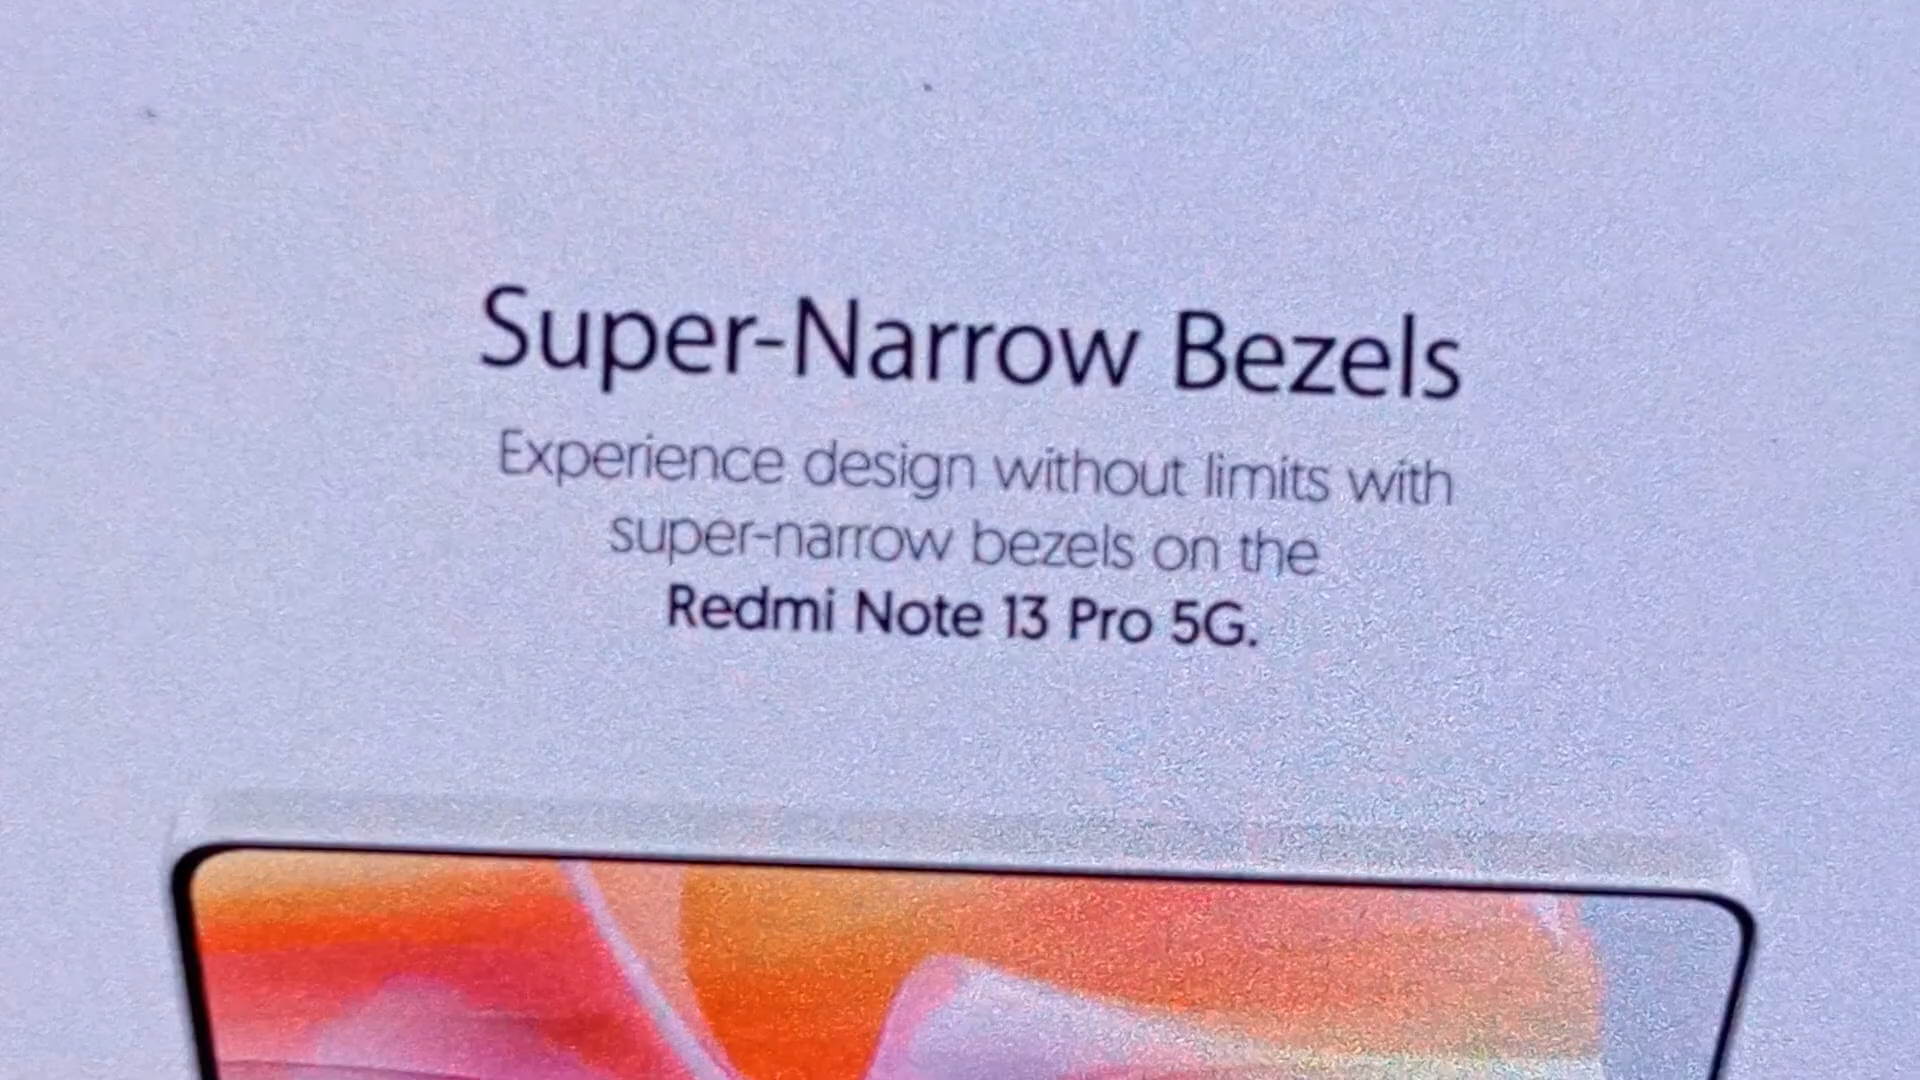 Super-Narrow Bezels
Experience design without limits with
super-narrow bezels on the
Redmi Note 13 Pro 5G.